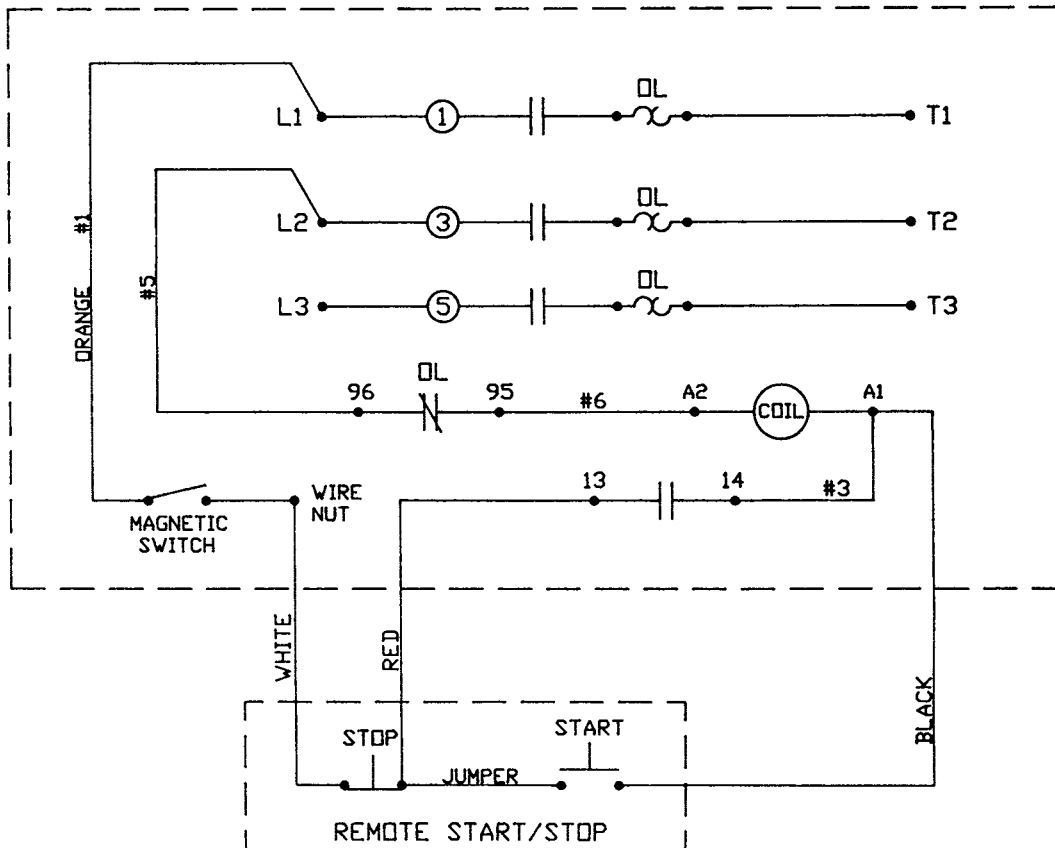 OL
L1 1 T1
OL
L2 3 T2
OL
L3 5 T3
#1
ORANGE
#5
OL
96 95 #6 A2 COIL A1
13 14 #3
WIRE
NUT
MAGNETIC
SWITCH
WHITE
RED
BLACK
STOP
START
JUMPER
REMOTE START/STOP